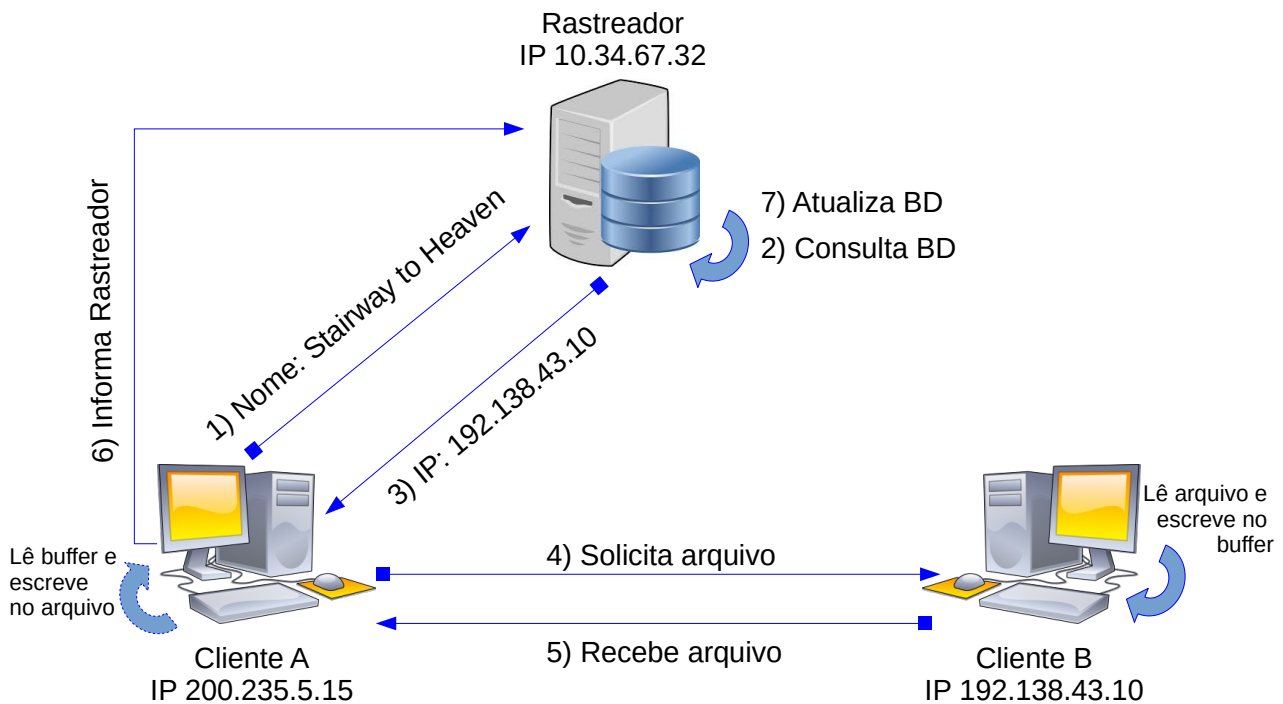 Rastreador
IP 10.34.67.32
6) Informa Rastreador
1) Nome: Stairway to Heaven
7) Atualiza BD
2) Consulta BD
3) IP: 192.138.43.10
Lê arquivo e
escreve no
buffer
Lê buffer e
escreve
no arquivo
4) Solicita arquivo
5) Recebe arquivo
Cliente A
IP 200.235.5.15
Cliente B
IP 192.138.43.10